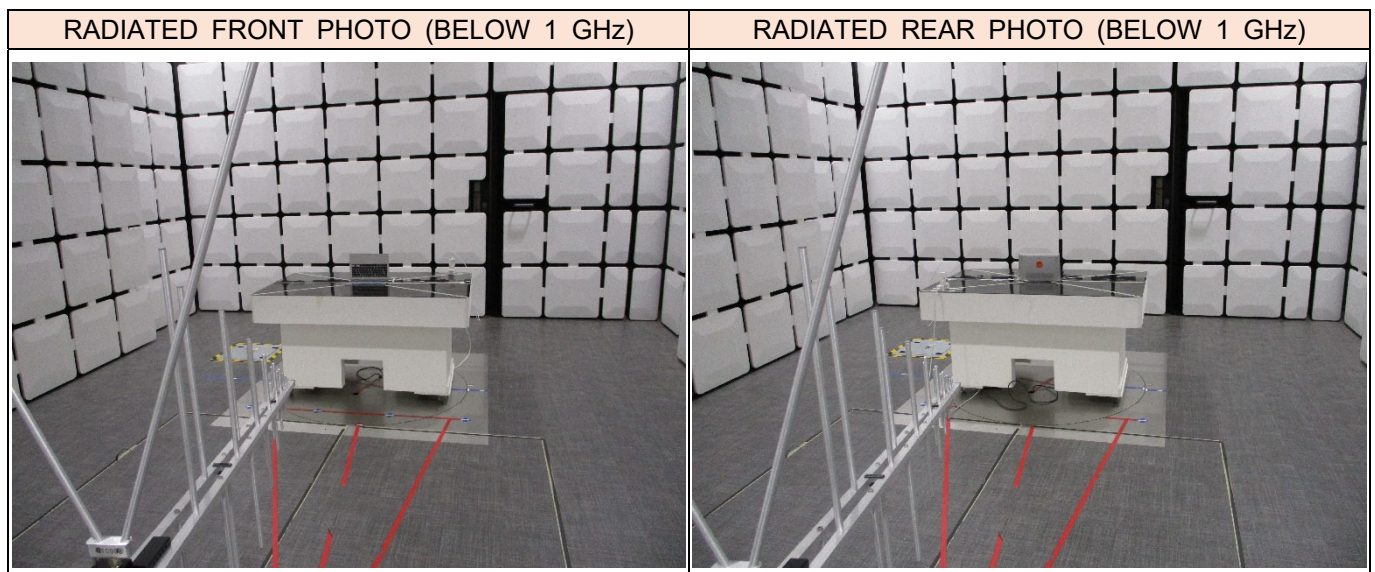 RADIATED FRONT PHOTO (BELOW 1 GHz)
RADIATED REAR PHOTO (BELOW 1 GHz)